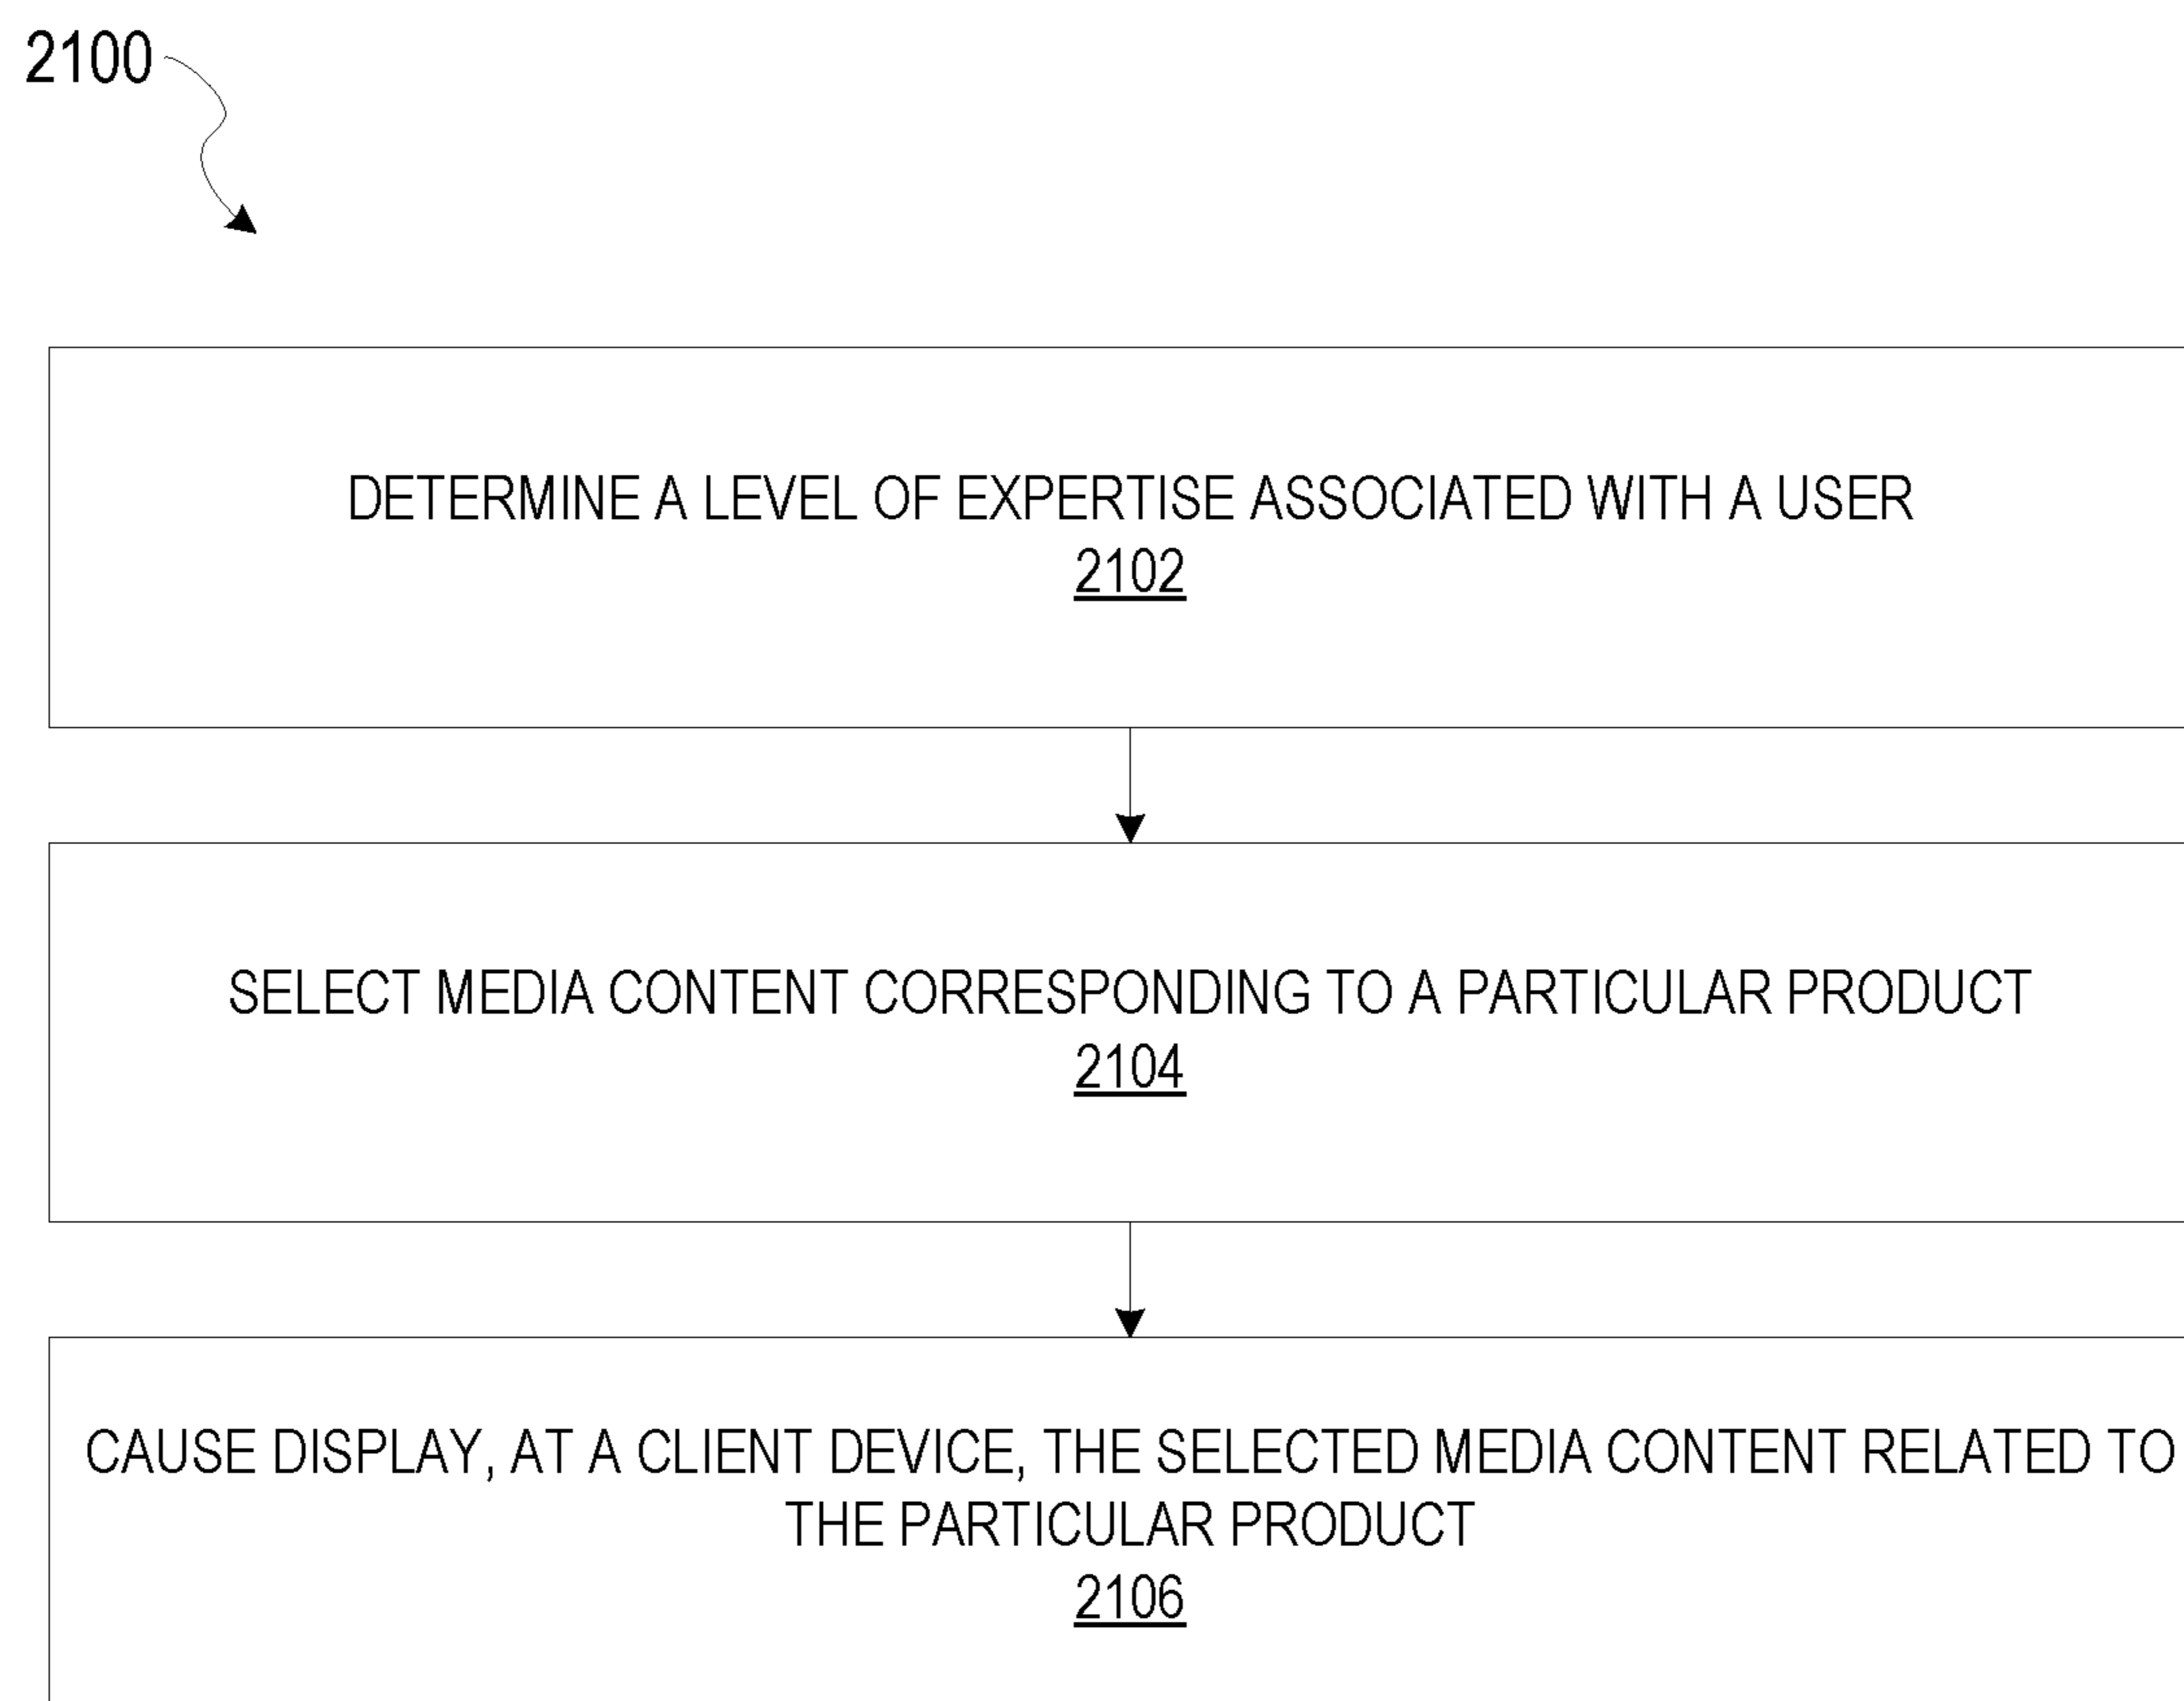 2100
DETERMINE A LEVEL OF EXPERTISE ASSOCIATED WITH A USER
2102
SELECT MEDIA CONTENT CORRESPONDING TO A PARTICULAR PRODUCT
2104
CAUSE DISPLAY, AT A CLIENT DEVICE, THE SELECTED MEDIA CONTENT RELATED TO
THE PARTICULAR PRODUCT
2106